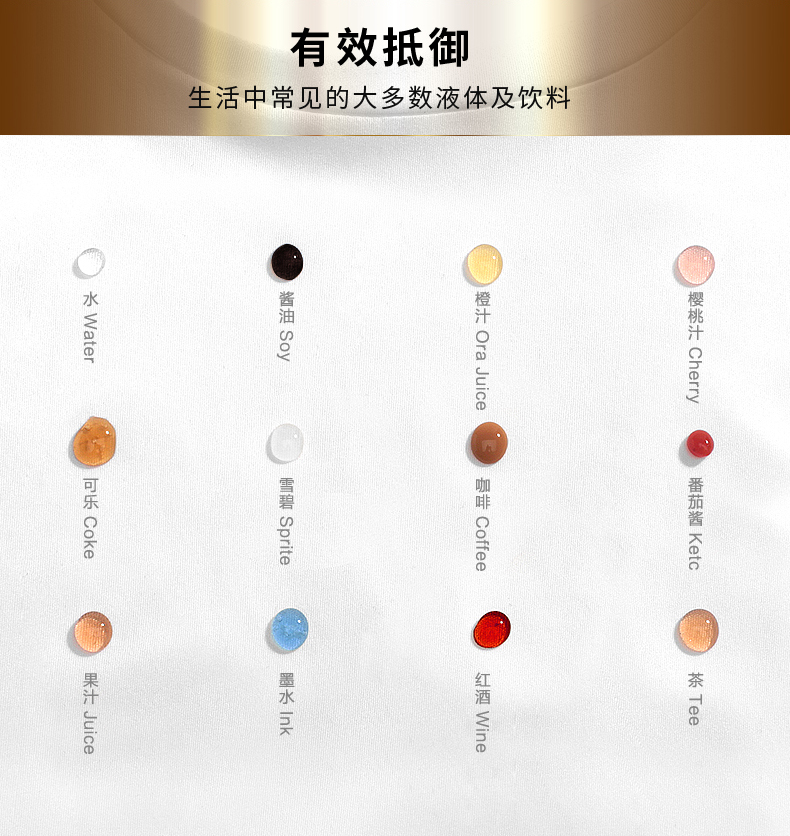 有效抵御
生活中常见的大多数液体及饮料
水 Water
酱油 Soy
橙汁 Ora Juice
樱桃汁 Cherry
可乐 Coke
雪碧 Sprite
咖啡 Coffee
番茄酱 Ketc
果汁 Juice
墨水 Ink
红酒 Wine
茶 Tee